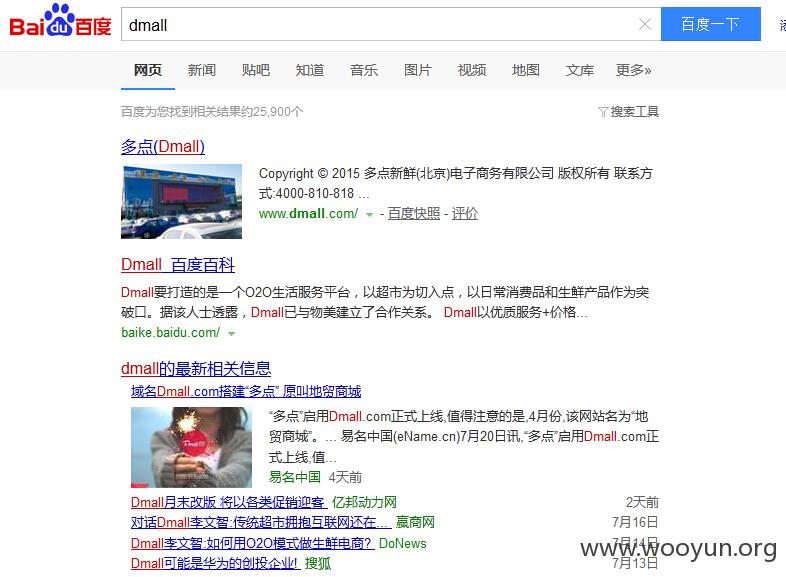 Bai du 百度 dmall 百度一下
网页 新闻 贴吧 知道 音乐 图片 视频 地图 文库 更多»
百度为您找到相关结果约25,900个 搜索工具
多点(Dmall)
Copyright © 2015 多点新鲜(北京)电子商务有限公司 版权所有 联系方
式:4000-810-818 ...
www.dmall.com/ - 百度快照 - 评价
Dmall_百度百科
Dmall要打造的是一个O2O生活服务平台，以超市为切入点，以日常消费品和生鲜产品作为突
破口。据该人士透露，Dmall已与物美建立了合作关系。 Dmall以优质服务+价格...
baike.baidu.com/
dmall的最新相关信息
域名Dmall.com搭建“多点” 原叫地贸商城
“多点”启用Dmall.com正式上线,值得注意的是,4月份,该网站名为“地
贸商城”。... 易名中国(eName.cn)7月20日讯,“多点”启用Dmall.com正
式上线,值...
易名中国 4天前
Dmall月末改版 将以各类促销迎客 亿邦动力网 2天前
对话Dmall李文智:传统超市拥抱互联网还在... 赢商网 7月16日
Dmall李文智:如何用O2O模式做生鲜电商? DoNews 7月14日
Dmall可能是华为的创投企业! 搜狐 7月13日
www.wooyun.org